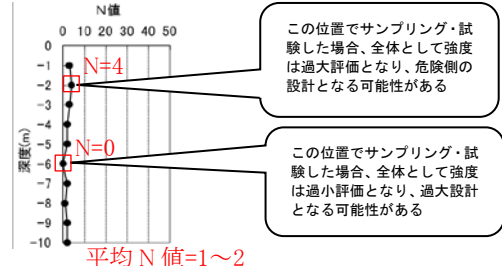 N値
0 10 20 30 40 50
0
-1
-2
-3
-4
-5
-6
-7
-8
-9
-10
深度(m)
N=4
N=0
平均 N 値=1～2
この位置でサンプリング・試
験した場合、全体として強度
は過大評価となり、危険側の
設計となる可能性がある
この位置でサンプリング・試
験した場合、全体として強度
は過小評価となり、過大設計
となる可能性がある